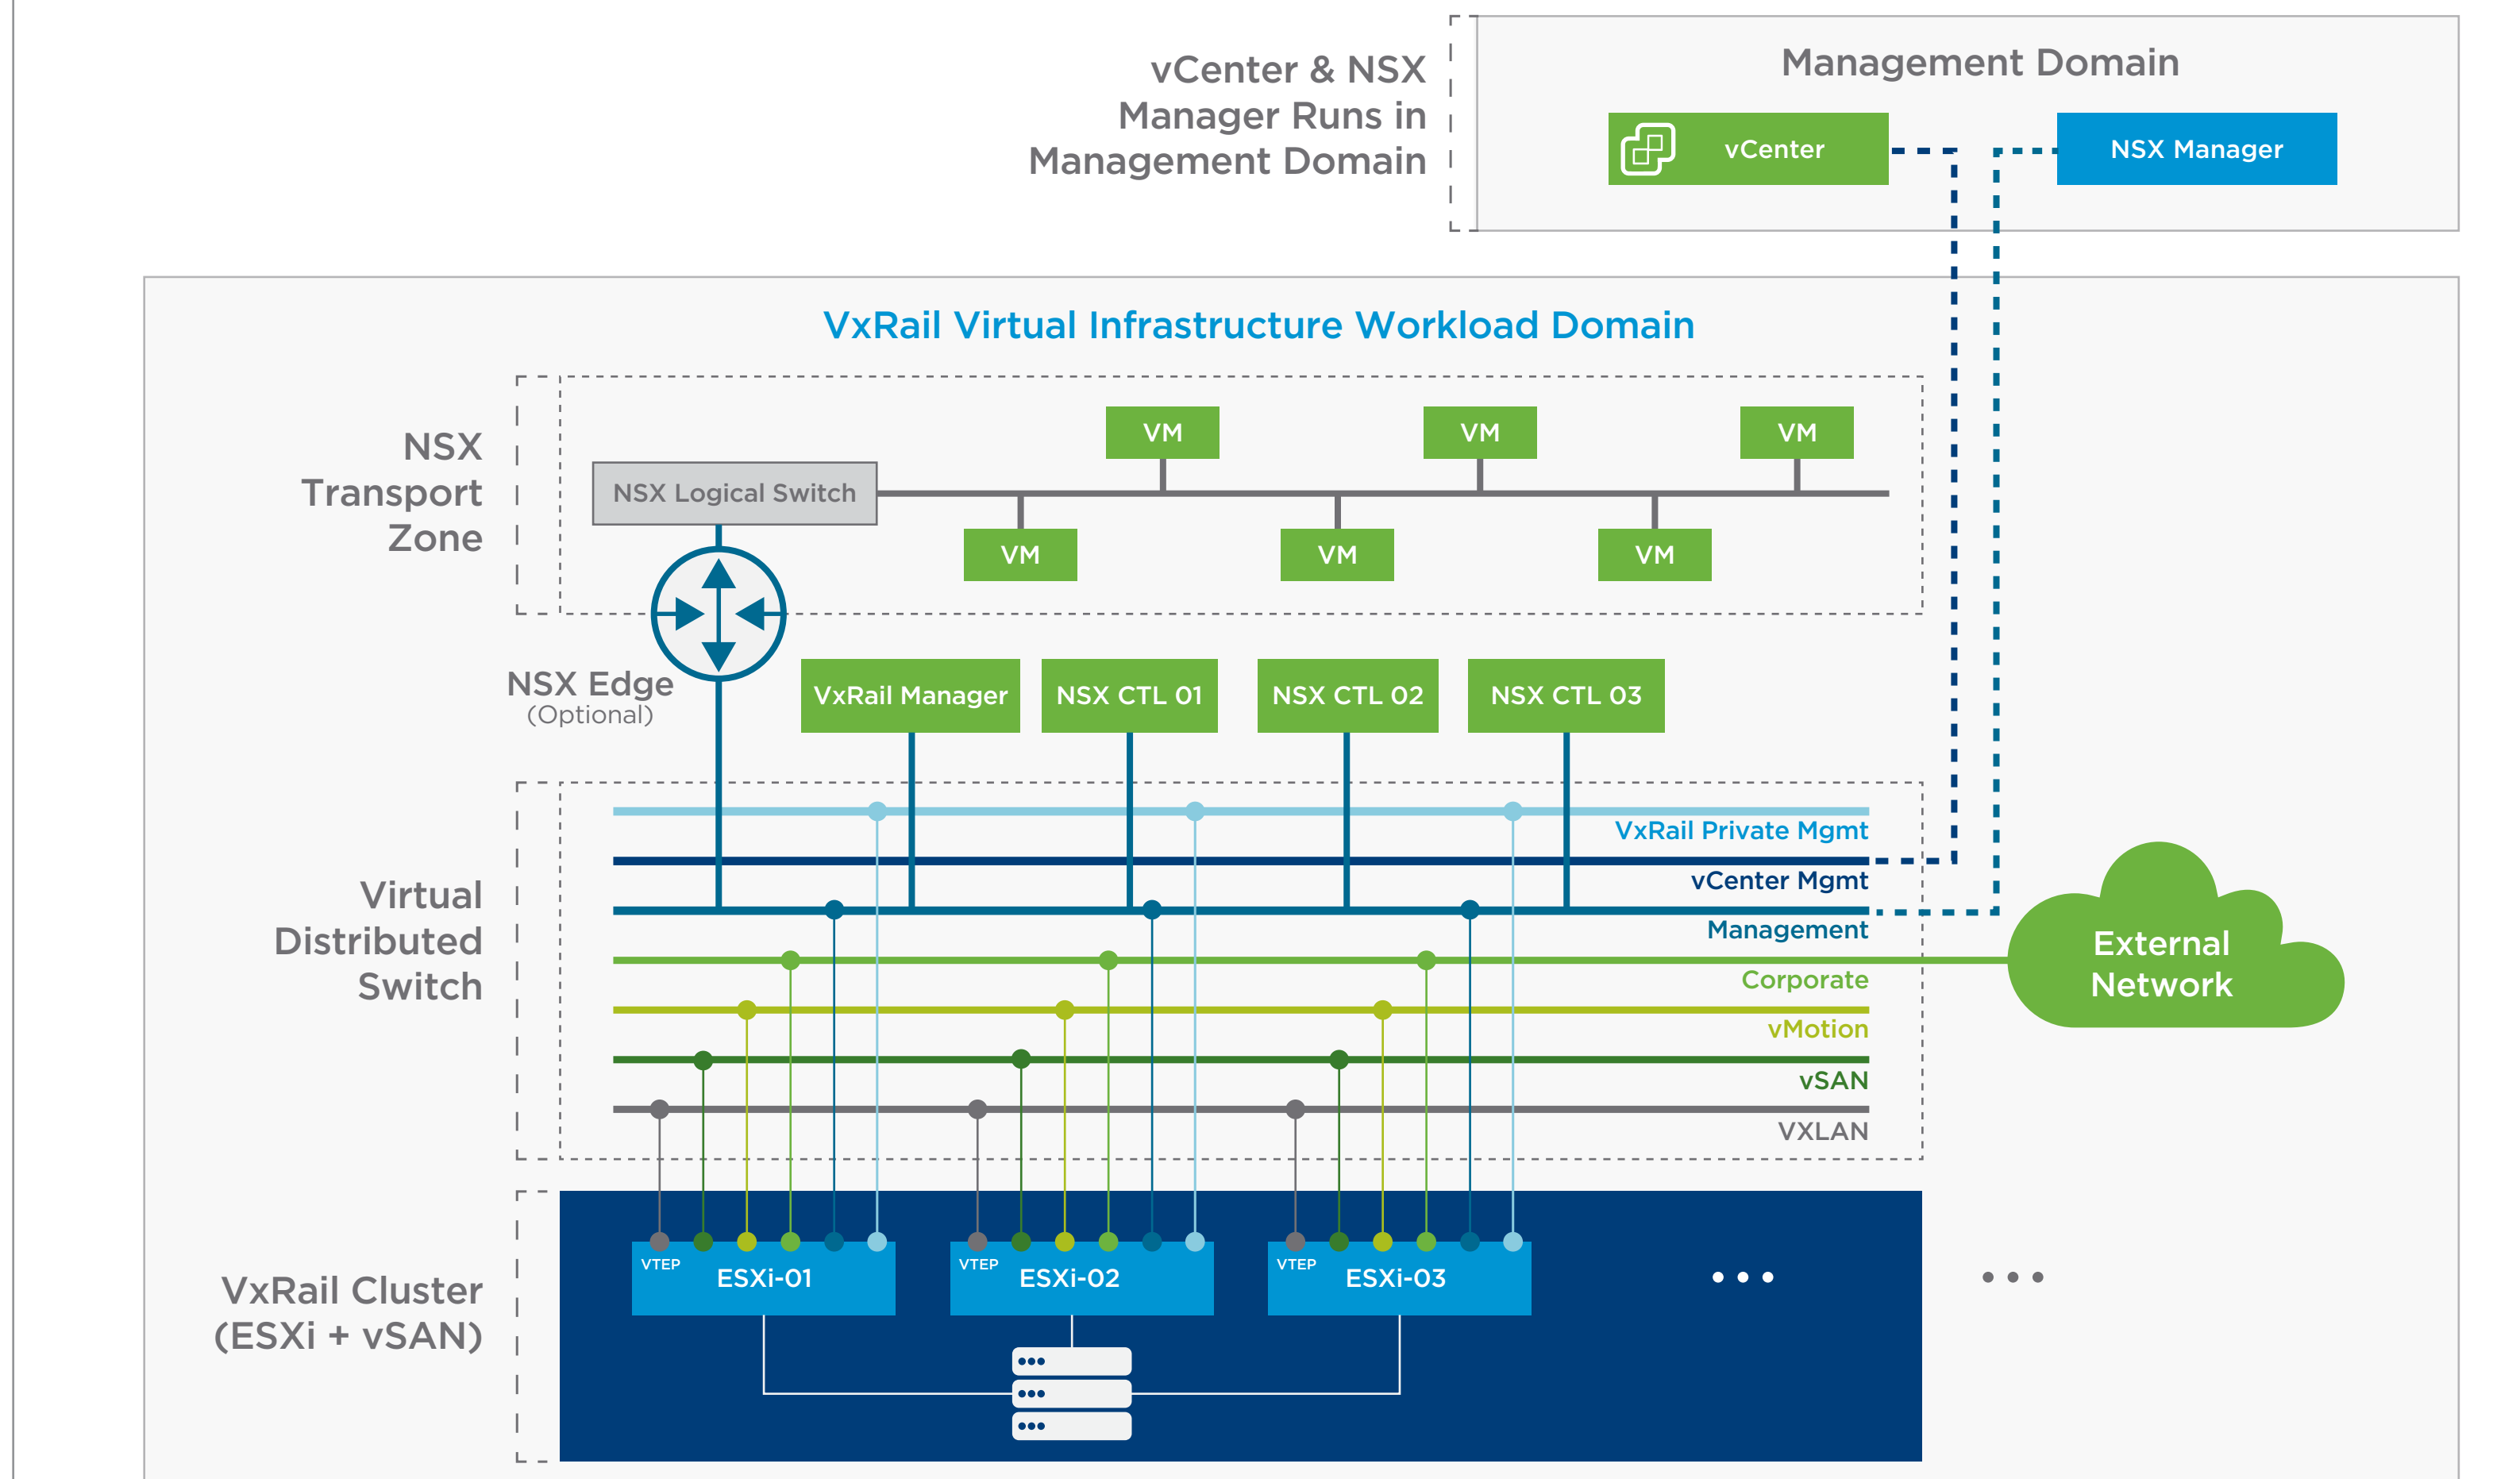 vCenter & NSX
Manager Runs in
Management Domain
Management Domain
vCenter
NSX Manager
VxRail Virtual Infrastructure Workload Domain
NSX
Transport
Zone
VM
VM
VM
NSX Logical Switch
VM
VM
VM
NSX Edge
(Optional)
VxRail Manager
NSX CTL 01
NSX CTL 02
NSX CTL 03
Virtual
Distributed
Switch
VxRail Private Mgmt
vCenter Mgmt
Management
Corporate
vMotion
vSAN
VXLAN
External
Network
VxRail Cluster
(ESXi + vSAN)
VTEP
ESXi-01
VTEP
ESXi-02
VTEP
ESXi-03